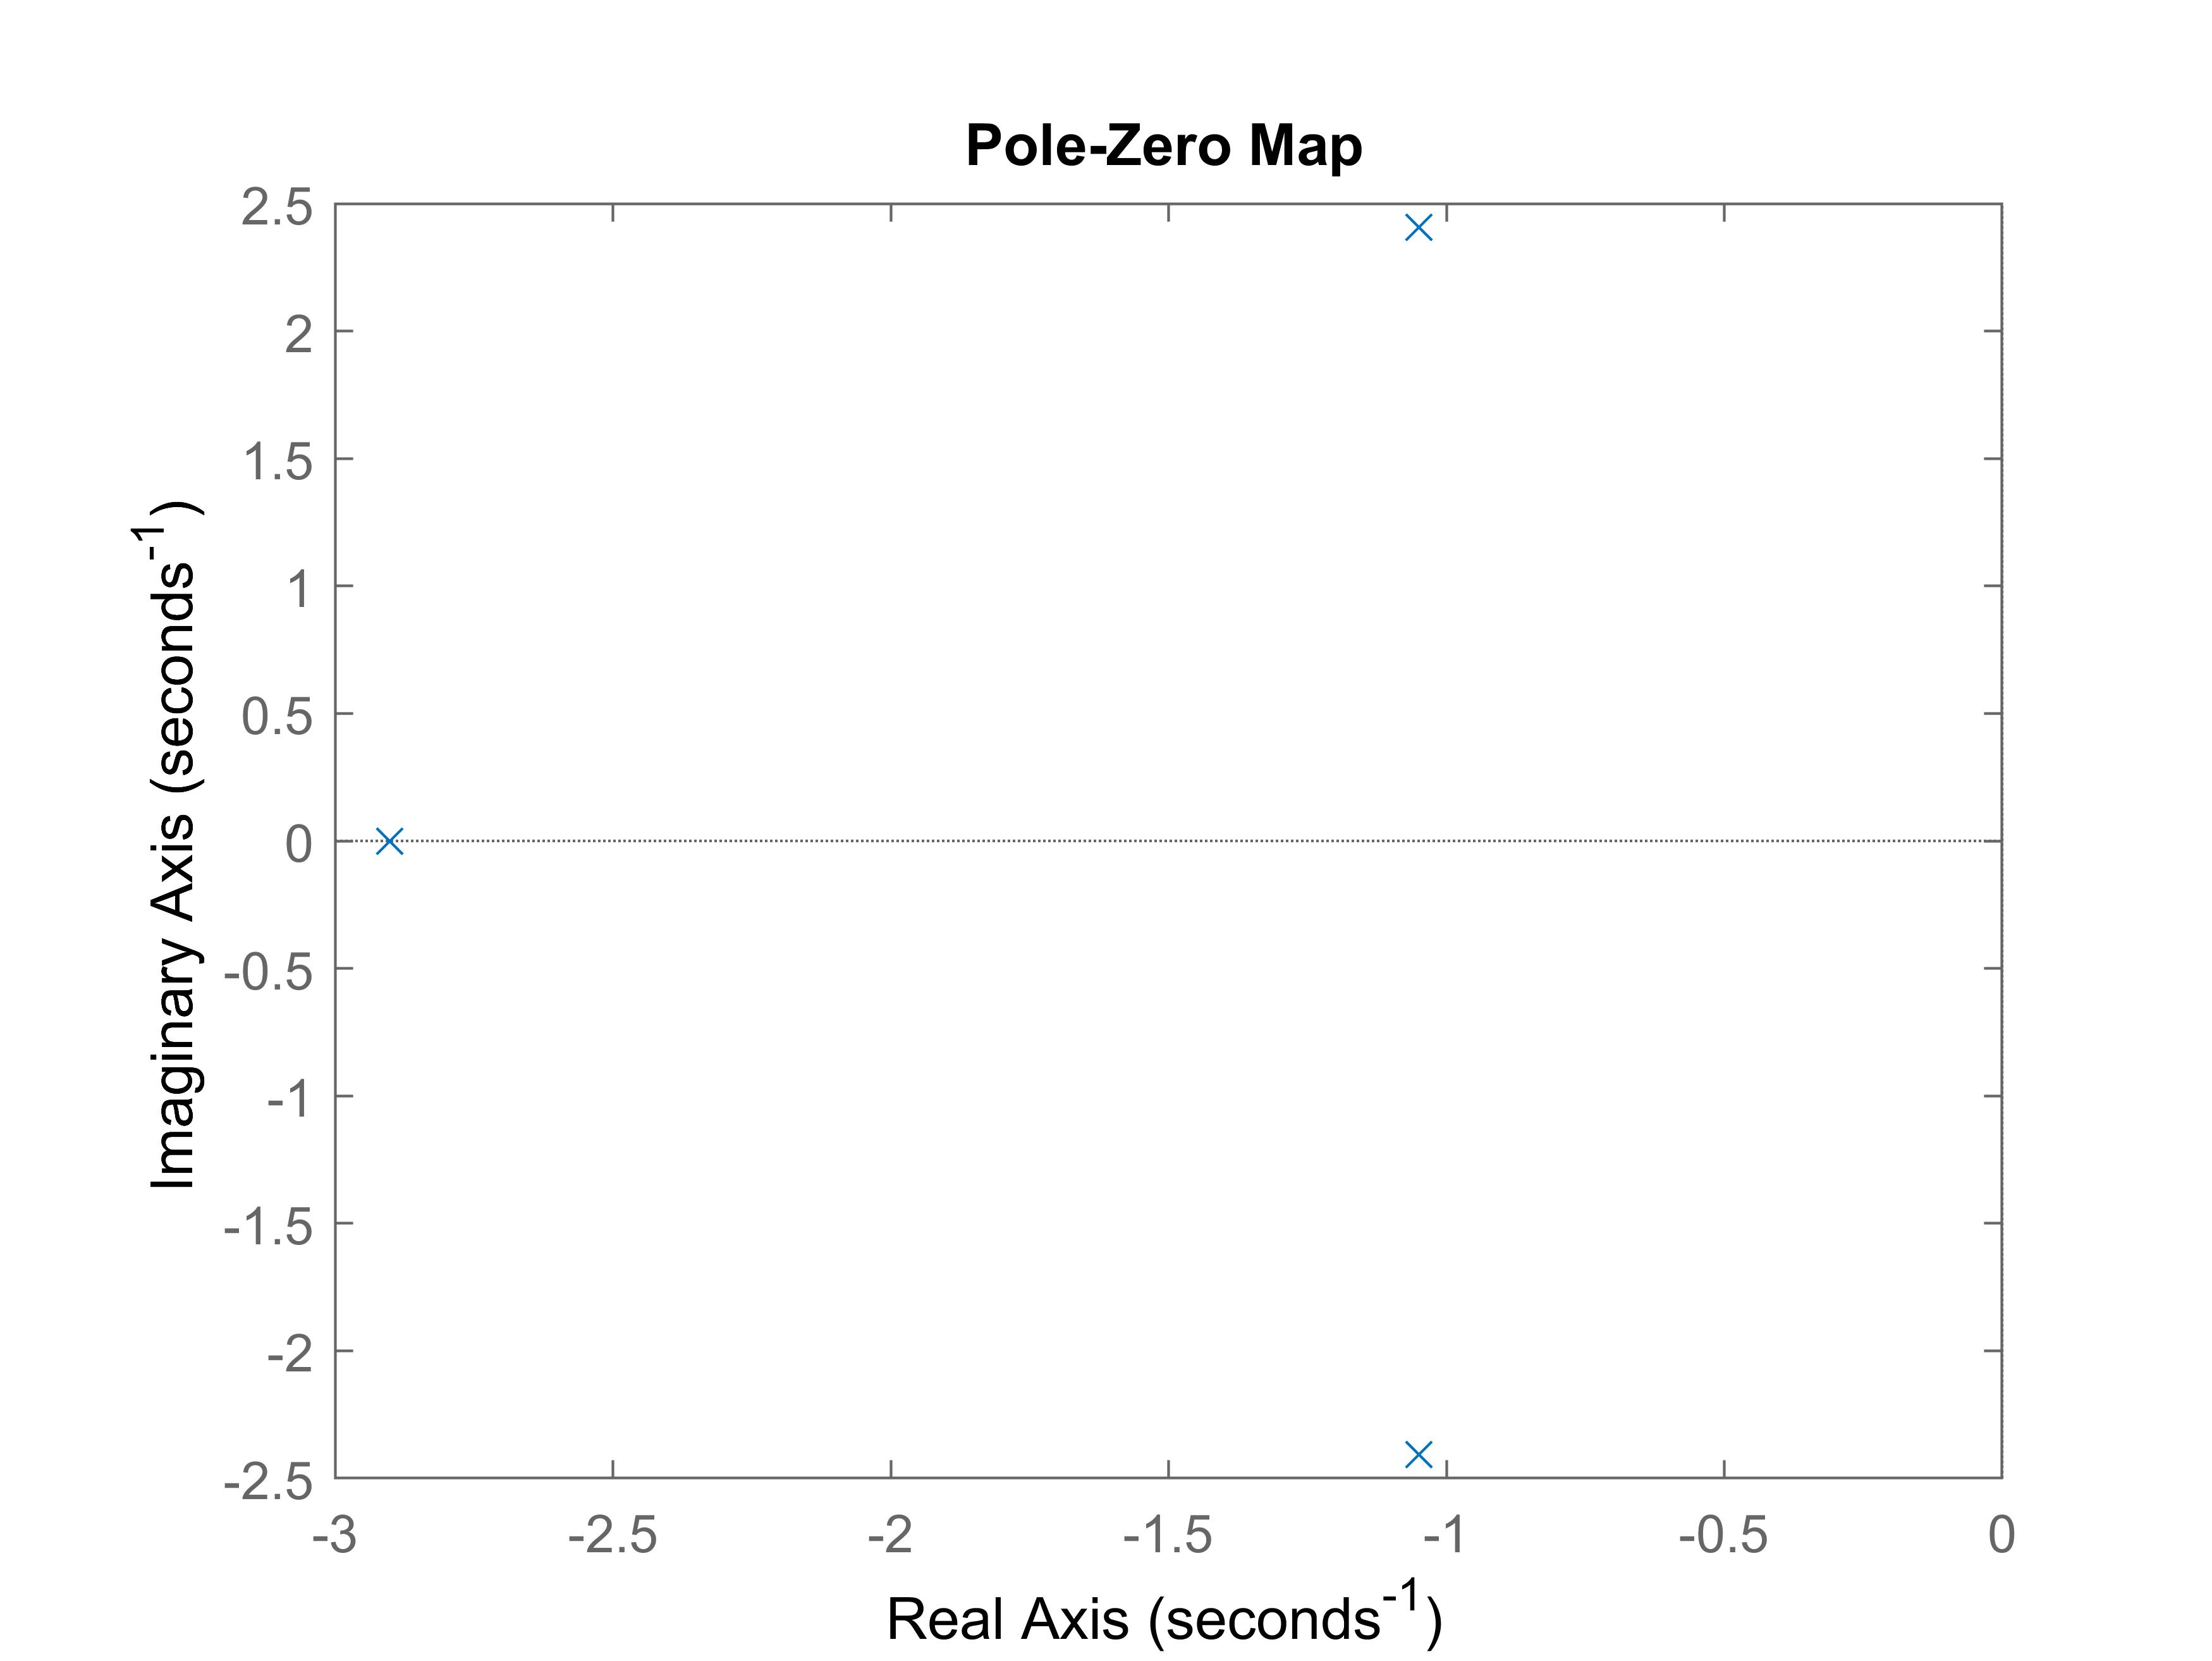 Pole-Zero Map
2.5
2
1.5
1
0.5
0
-0.5
-1
-1.5
-2
-2.5
Imaginary Axis (seconds⁻¹)
-3 -2.5 -2 -1.5 -1 -0.5 0
Real Axis (seconds⁻¹)